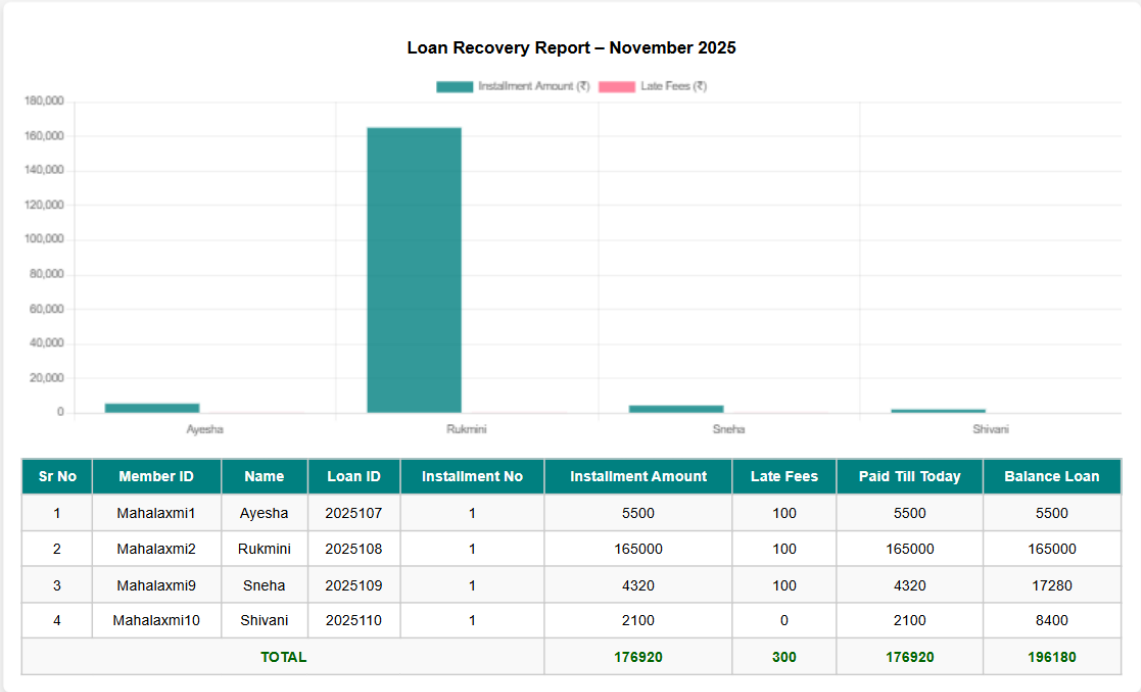 Loan Recovery Report – November 2025
Installment Amount (₹) Late Fees (₹)
180,000
160,000
140,000
120,000
100,000
80,000
60,000
40,000
20,000
0
Ayesha Rukmini Sneha Shivani
Sr No Member ID Name Loan ID Installment No Installment Amount Late Fees Paid Till Today Balance Loan
1 Mahalaxmi1 Ayesha 2025107 1 5500 100 5500 5500
2 Mahalaxmi2 Rukmini 2025108 1 165000 100 165000 165000
3 Mahalaxmi9 Sneha 2025109 1 4320 100 4320 17280
4 Mahalaxmi10 Shivani 2025110 1 2100 0 2100 8400
TOTAL 176920 300 176920 196180